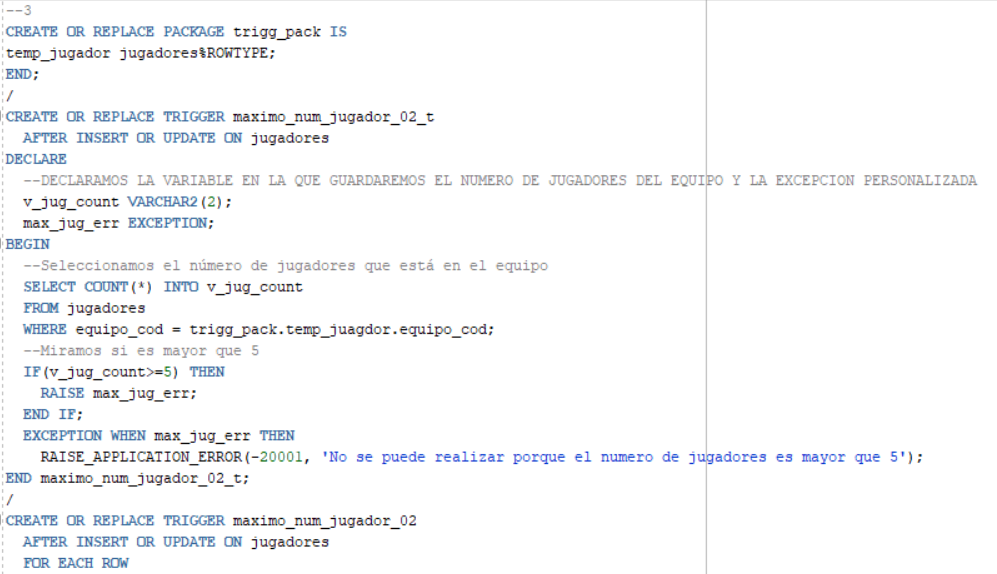 --3
CREATE OR REPLACE PACKAGE trigg_pack IS
temp_jugador jugadores%ROWTYPE;
END;
/
CREATE OR REPLACE TRIGGER maximo_num_jugador_02_t
AFTER INSERT OR UPDATE ON jugadores
DECLARE
--DECLARAMOS LA VARIABLE EN LA QUE GUARDAREMOS EL NUMERO DE JUGADORES DEL EQUIPO Y LA EXCEPCION PERSONALIZADA
v_jug_count VARCHAR2(2);
max_jug_err EXCEPTION;
BEGIN
--Seleccionamos el número de jugadores que está en el equipo
SELECT COUNT(*) INTO v_jug_count
FROM jugadores
WHERE equipo_cod = trigg_pack.temp_juagdor.equipo_cod;
--Miramos si es mayor que 5
IF(v_jug_count>=5) THEN
RAISE max_jug_err;
END IF;
EXCEPTION WHEN max_jug_err THEN
RAISE_APPLICATION_ERROR(-20001, 'No se puede realizar porque el numero de jugadores es mayor que 5');
END maximo_num_jugador_02_t;
/
CREATE OR REPLACE TRIGGER maximo_num_jugador_02
AFTER INSERT OR UPDATE ON jugadores
FOR EACH ROW